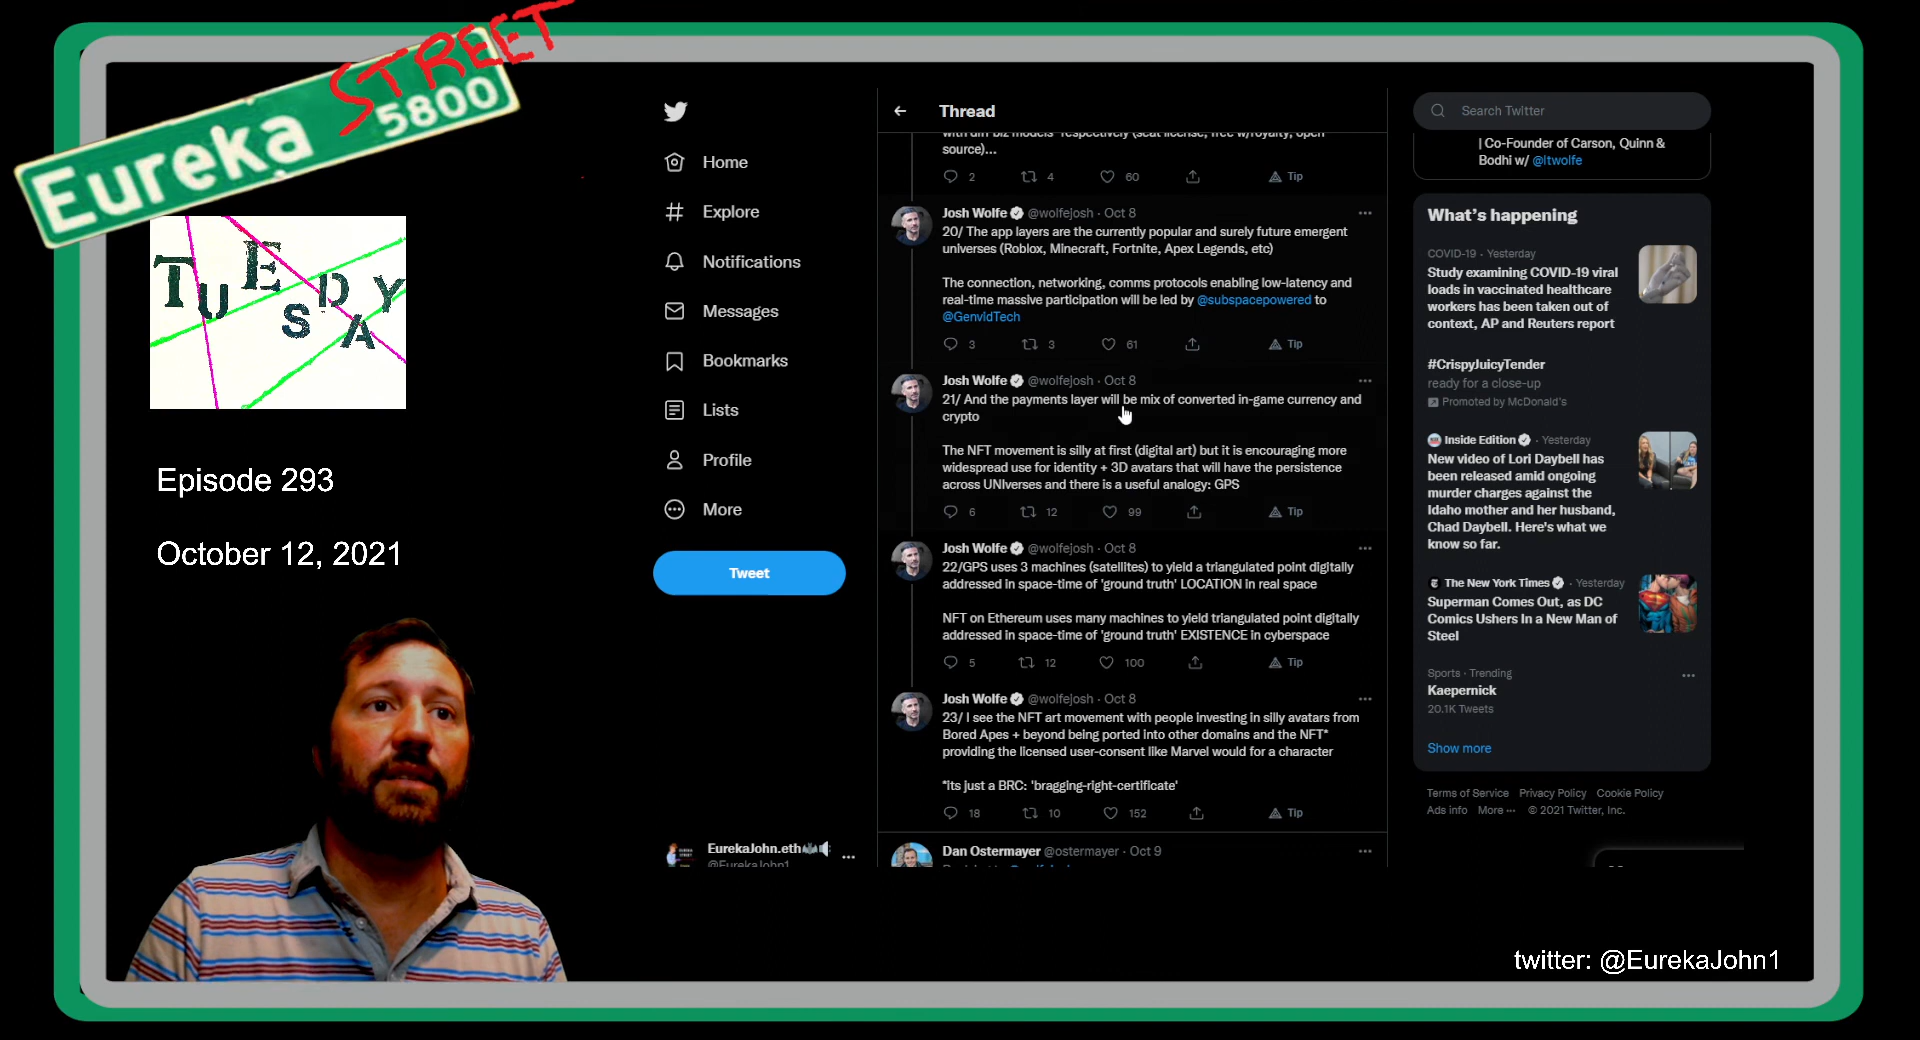 Eureka STREET
5800
TUESDAY
Episode 293
October 12, 2021
Home
Explore
Notifications
Messages
Bookmarks
Lists
Profile
More
Tweet
EurekaJohn.eth
@EurekaJohn1
Thread
with diff biz models respectively (seat license, free w/royalty, open
source)...
2 4 60 Tip
Josh Wolfe @wolfejosh · Oct 8
20/ The app layers are the currently popular and surely future emergent
universes (Roblox, Minecraft, Fortnite, Apex Legends, etc)
The connection, networking, comms protocols enabling low-latency and
real-time massive participation will be led by @subspacepowered to
@GenvidTech
3 3 61 Tip
Josh Wolfe @wolfejosh · Oct 8
21/ And the payments layer will be mix of converted in-game currency and
crypto
The NFT movement is silly at first (digital art) but it is encouraging more
widespread use for identity + 3D avatars that will have the persistence
across UNIverses and there is a useful analogy: GPS
6 12 99 Tip
Josh Wolfe @wolfejosh · Oct 8
22/GPS uses 3 machines (satellites) to yield a triangulated point digitally
addressed in space-time of 'ground truth' LOCATION in real space
NFT on Ethereum uses many machines to yield triangulated point digitally
addressed in space-time of 'ground truth' EXISTENCE in cyberspace
5 12 100 Tip
Josh Wolfe @wolfejosh · Oct 8
23/ I see the NFT art movement with people investing in silly avatars from
Bored Apes + beyond being ported into other domains and the NFT*
providing the licensed user-consent like Marvel would for a character
*its just a BRC: 'bragging-right-certificate'
18 10 152 Tip
Dan Ostermayer @ostermayer · Oct 9
Search Twitter
| Co-Founder of Carson, Quinn &
Bodhi w/ @ltwolfe
What's happening
COVID-19 · Yesterday
Study examining COVID-19 viral
loads in vaccinated healthcare
workers has been taken out of
context, AP and Reuters report
#CrispyJuicyTender
ready for a close-up
Promoted by McDonald's
Inside Edition · Yesterday
New video of Lori Daybell has
been released amid ongoing
murder charges against the
Idaho mother and her husband,
Chad Daybell. Here's what we
know so far.
The New York Times · Yesterday
Superman Comes Out, as DC
Comics Ushers In a New Man of
Steel
Sports · Trending
Kaepernick
20.1K Tweets
Show more
Terms of Service Privacy Policy Cookie Policy
Ads info More ··· © 2021 Twitter, Inc.
twitter: @EurekaJohn1